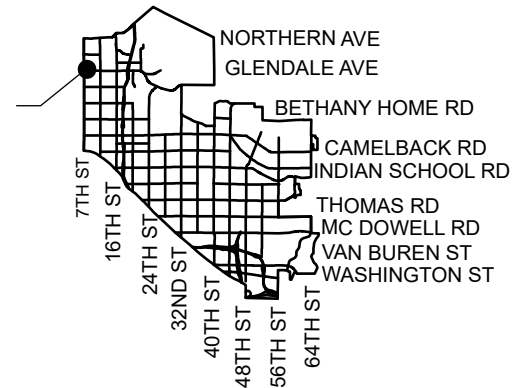 NORTHERN AVE
GLENDALE AVE
BETHANY HOME RD
CAMELBACK RD
INDIAN SCHOOL RD
THOMAS RD
MC DOWELL RD
VAN BUREN ST
WASHINGTON ST
7TH ST
16TH ST
24TH ST
32ND ST
40TH ST
48TH ST
56TH ST
64TH ST